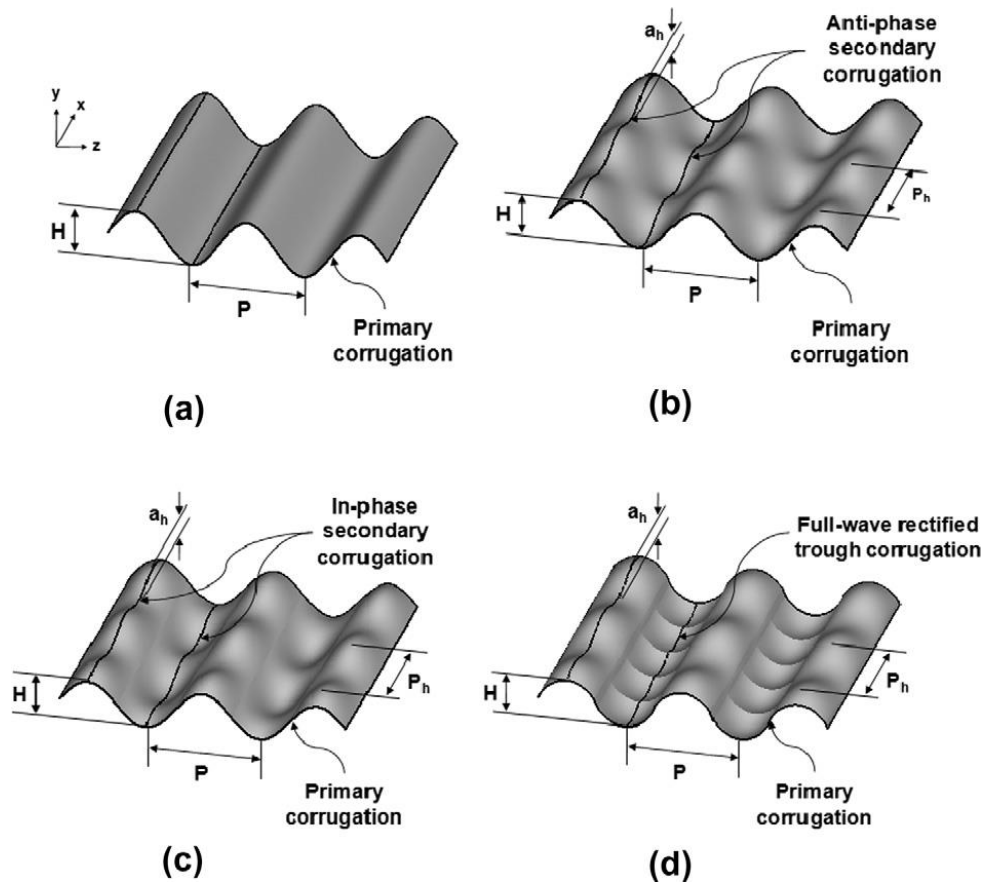 y
x
z
H
P
Primary
corrugation
(a)
aₕ
Anti-phase
secondary
corrugation
Pₕ
H
P
Primary
corrugation
(b)
aₕ
In-phase
secondary
corrugation
Pₕ
H
P
Primary
corrugation
(c)
aₕ
Full-wave rectified
trough corrugation
Pₕ
H
P
Primary
corrugation
(d)